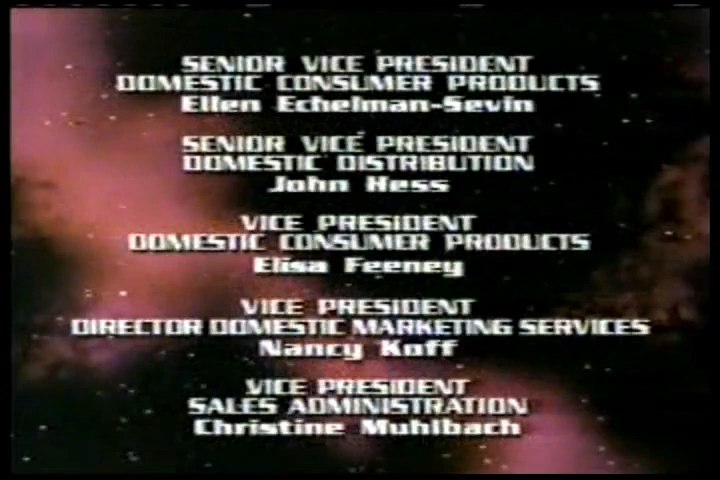 SENIOR VICE PRESIDENT
DOMESTIC CONSUMER PRODUCTS
Ellen Echelman-Sevin
SENIOR VICE PRESIDENT
DOMESTIC DISTRIBUTION
John Hess
VICE PRESIDENT
DOMESTIC CONSUMER PRODUCTS
Elisa Feeney
VICE PRESIDENT
DIRECTOR DOMESTIC MARKETING SERVICES
Nancy Koff
VICE PRESIDENT
SALES ADMINISTRATION
Christine Muhlbach